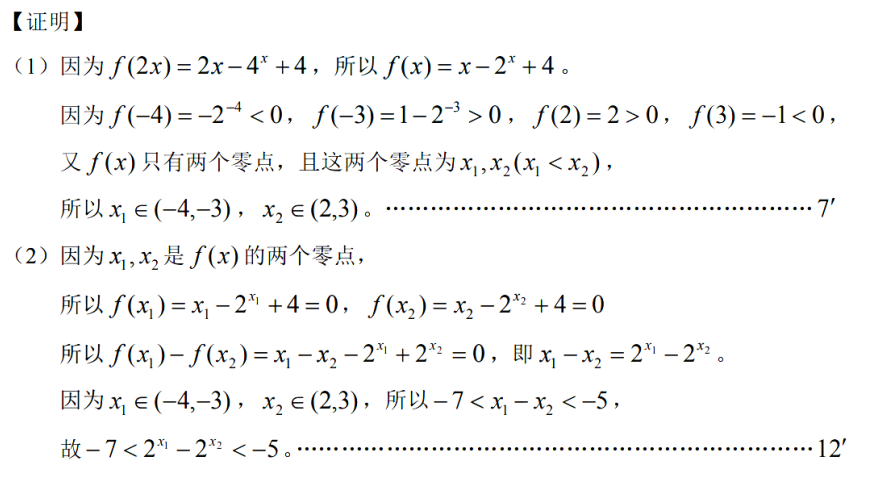 【证明】
（1）因为 f(2x) = 2x − 4ˣ + 4，所以 f(x) = x − 2ˣ + 4 。
因为 f(−4) = −2⁻⁴ < 0， f(−3) = 1 − 2⁻³ > 0， f(2) = 2 > 0， f(3) = −1 < 0，
又 f(x) 只有两个零点，且这两个零点为 x₁, x₂ (x₁ < x₂)，
所以 x₁ ∈ (−4,−3)， x₂ ∈ (2,3) 。………………………………………………… 7′
（2）因为 x₁, x₂ 是 f(x) 的两个零点，
所以 f(x₁) = x₁ − 2^{x₁} + 4 = 0， f(x₂) = x₂ − 2^{x₂} + 4 = 0
所以 f(x₁) − f(x₂) = x₁ − x₂ − 2^{x₁} + 2^{x₂} = 0，即 x₁ − x₂ = 2^{x₁} − 2^{x₂} 。
因为 x₁ ∈ (−4,−3)， x₂ ∈ (2,3)，所以 − 7 < x₁ − x₂ < −5，
故 − 7 < 2^{x₁} − 2^{x₂} < −5 。…………………………………………………………… 12′